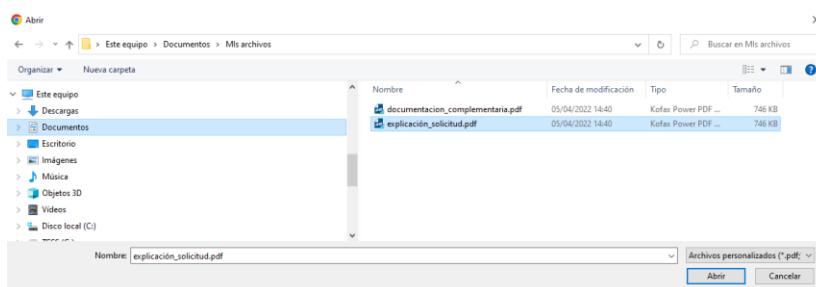 Abrir
Este equipo > Documentos > MIs archivos
Buscar en MIs archivos
Organizar Nueva carpeta
Nombre Fecha de modificación Tipo Tamaño
Este equipo
documentacion_complementaria.pdf 05/04/2022 14:40 Kofax Power PDF ... 746 KB
Descargas
explicación_solicitud.pdf 05/04/2022 14:40 Kofax Power PDF ... 746 KB
Documentos
Escritorio
Imágenes
Música
Objetos 3D
Vídeos
Disco local (C:)
Nombre: explicación_solicitud.pdf Archivos personalizados (*.pdf;
Abrir Cancelar